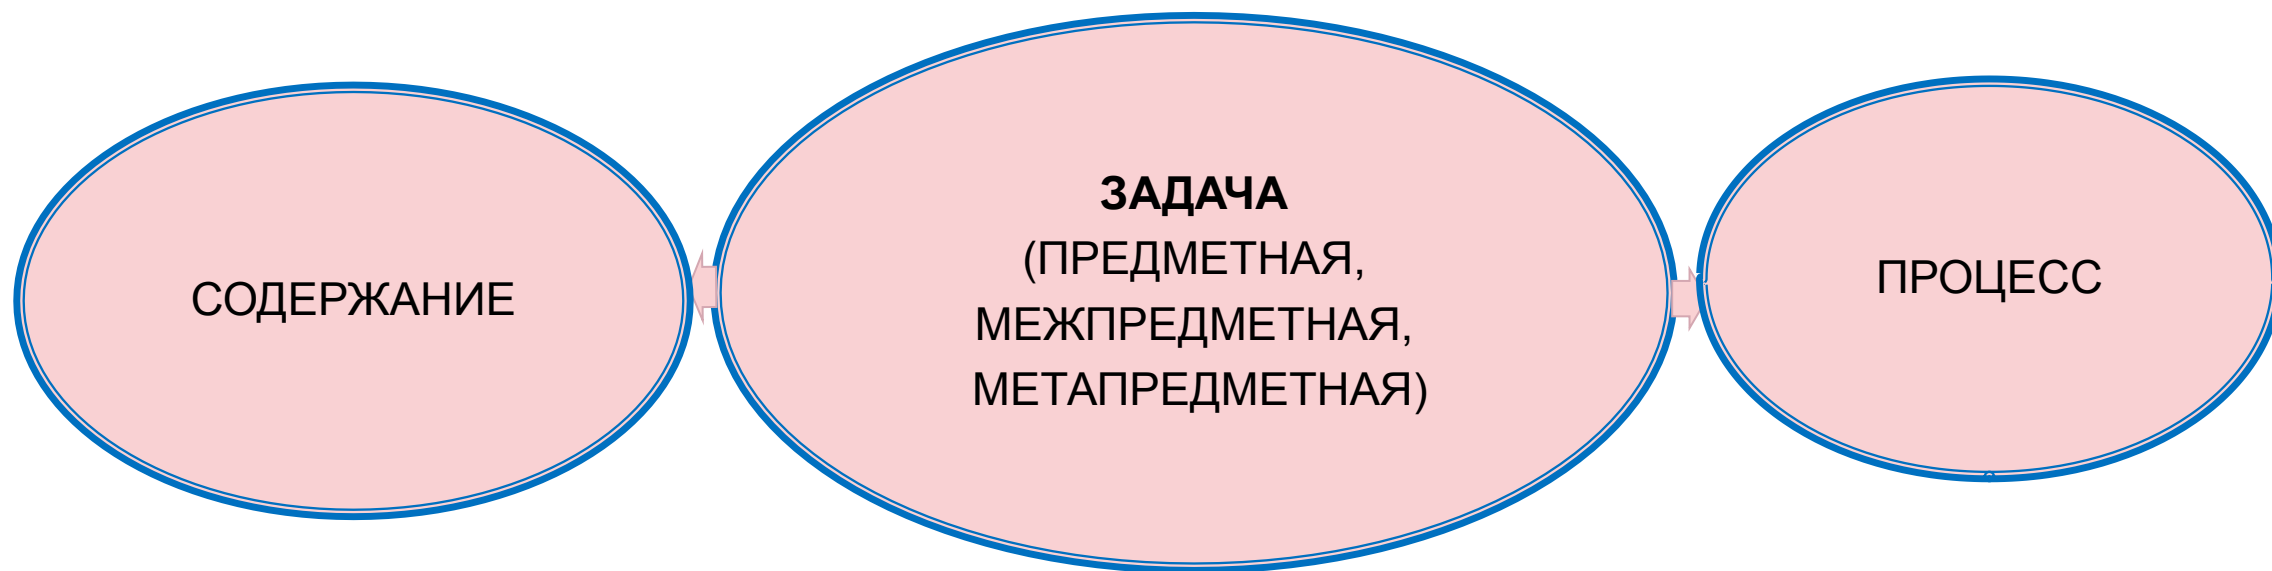 СОДЕРЖАНИЕ
ЗАДАЧА
(ПРЕДМЕТНАЯ,
МЕЖПРЕДМЕТНАЯ,
МЕТАПРЕДМЕТНАЯ)
ПРОЦЕСС